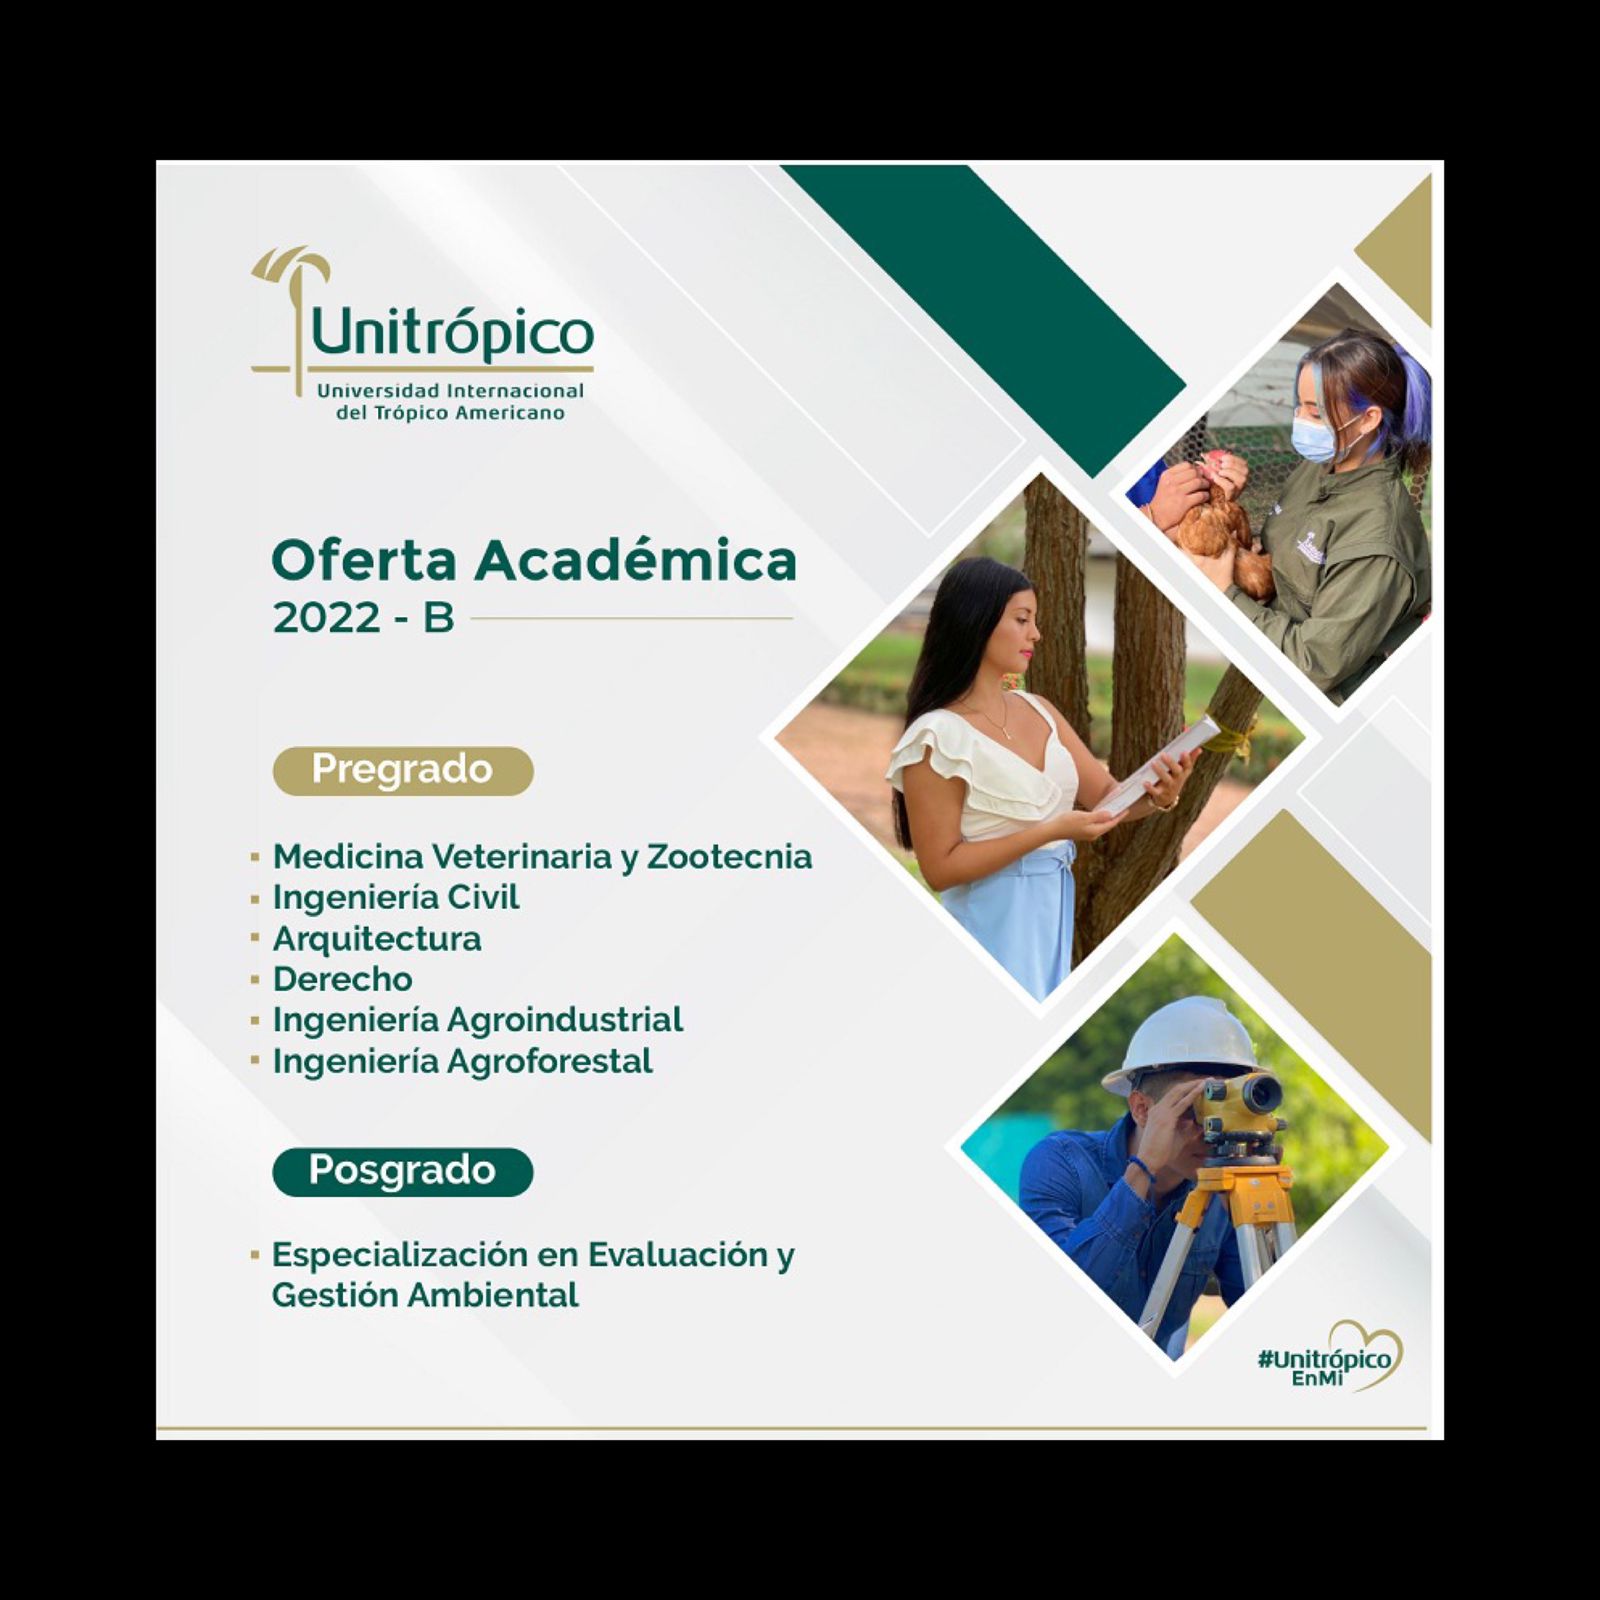 Unitrópico
Universidad Internacional
del Trópico Americano
Oferta Académica
2022 - B
Pregrado
Medicina Veterinaria y Zootecnia
Ingeniería Civil
Arquitectura
Derecho
Ingeniería Agroindustrial
Ingeniería Agroforestal
Posgrado
Especialización en Evaluación y
Gestión Ambiental
#Unitrópico
EnMi